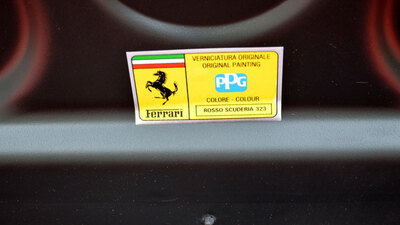 VERNICIATURA ORIGINALE
ORIGINAL PAINTING
PPG
COLORE - COLOUR
ROSSO SCUDERIA 323
Ferrari